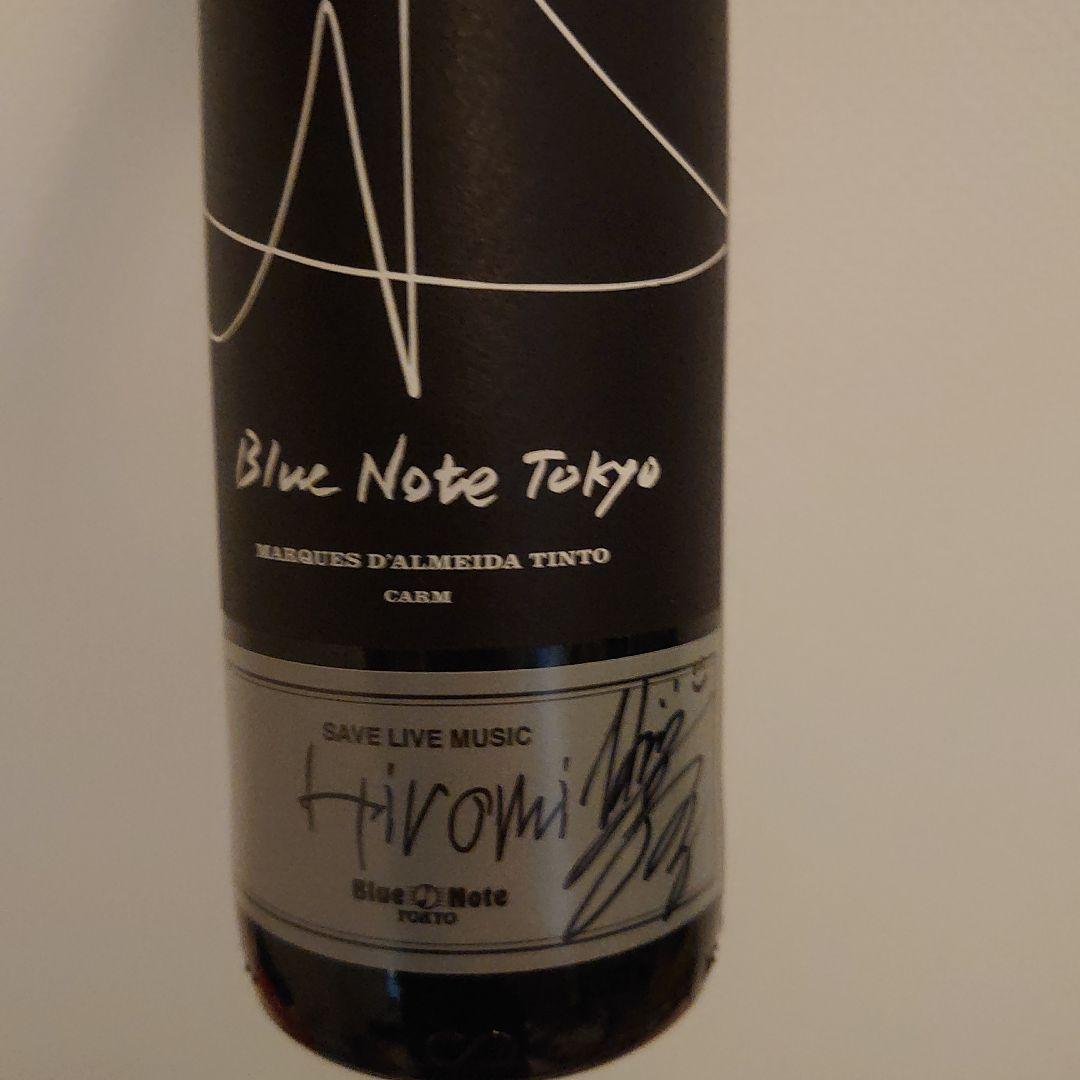 Blue Note Tokyo
MARQUES D'ALMEIDA TINTO
CARM
SAVE LIVE MUSIC
Hiromi
Blue Note
TOKYO